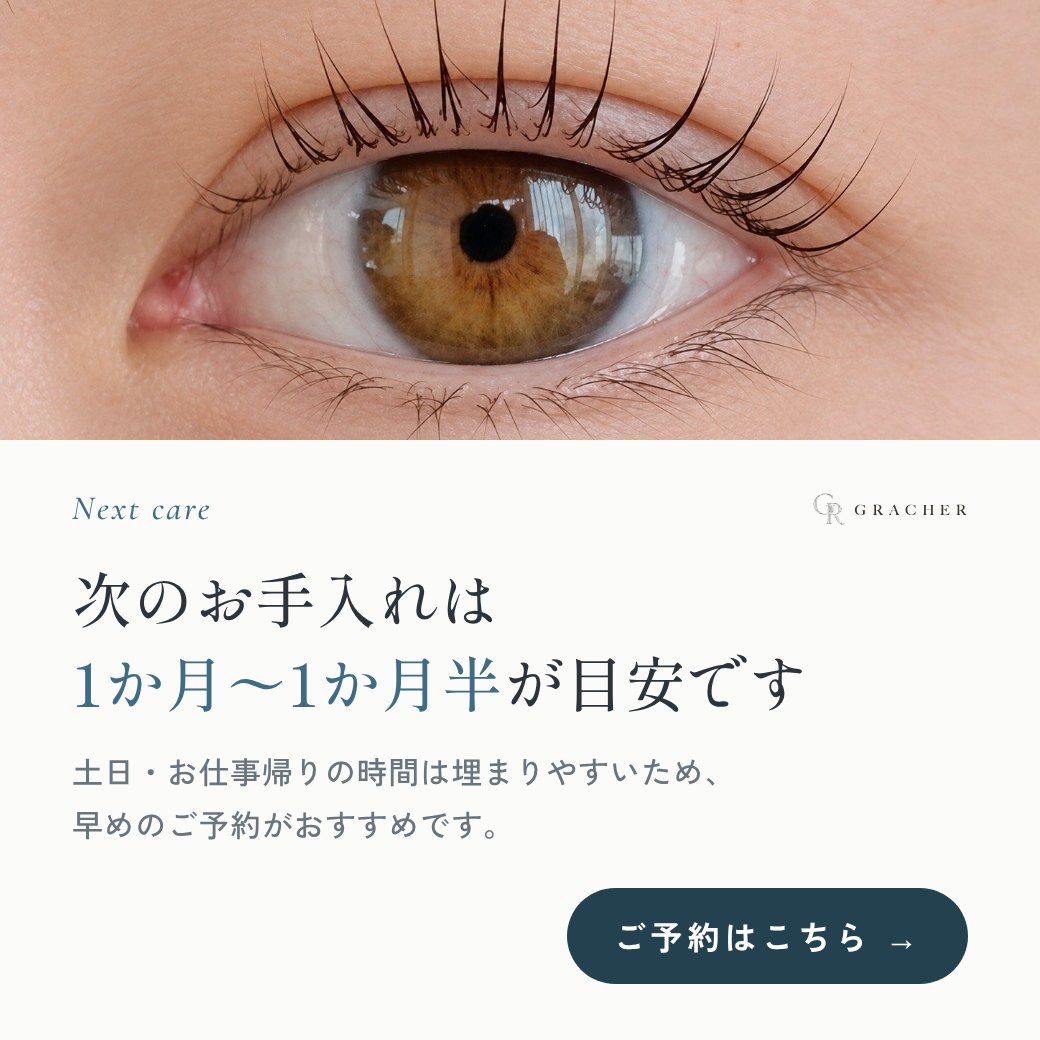 Next care
GR GRACHER
次のお手入れは
1か月〜1か月半が目安です
土日・お仕事帰りの時間は埋まりやすいため、
早めのご予約がおすすめです。
ご予約はこちら →